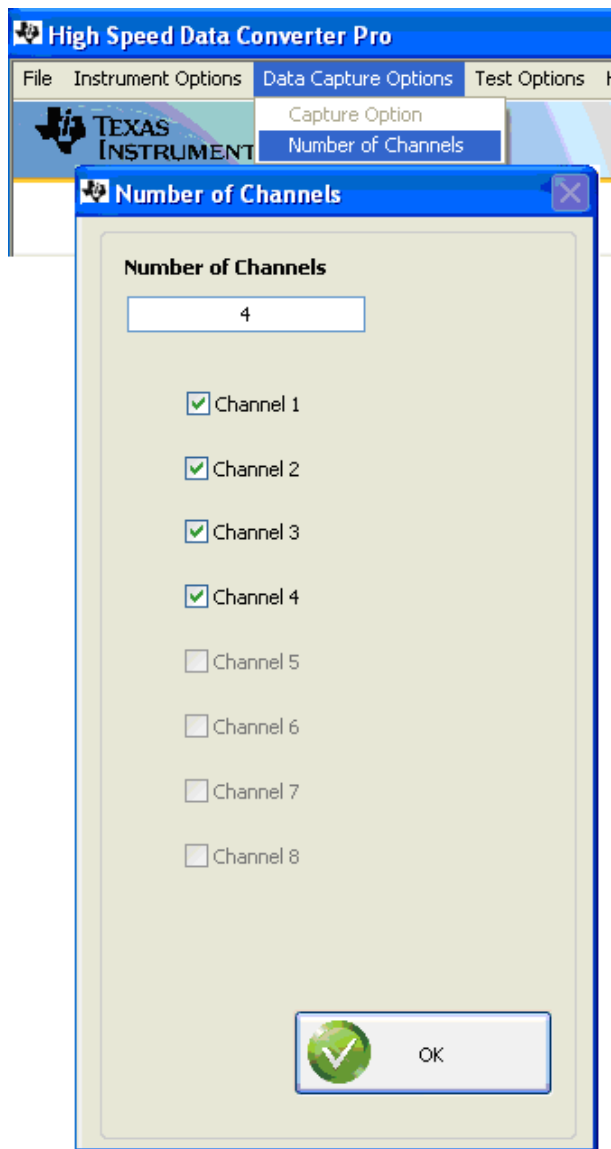 High Speed Data Converter Pro
File Instrument Options Data Capture Options Test Options
Capture Option
TEXAS INSTRUMENT
Number of Channels
Number of Channels
Number of Channels
4
Channel 1
Channel 2
Channel 3
Channel 4
Channel 5
Channel 6
Channel 7
Channel 8
OK